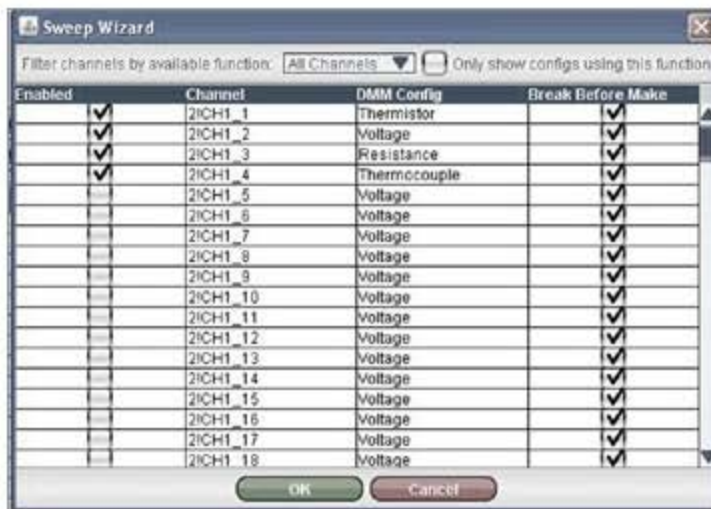 Sweep Wizard
Filter channels by available function: All Channels Only show configs using this function
Enabled Channel DMM Config Break Before Make
2!CH1_1 Thermistor
2!CH1_2 Voltage
2!CH1_3 Resistance
2!CH1_4 Thermocouple
2!CH1_5 Voltage
2!CH1_6 Voltage
2!CH1_7 Voltage
2!CH1_8 Voltage
2!CH1_9 Voltage
2!CH1_10 Voltage
2!CH1_11 Voltage
2!CH1_12 Voltage
2!CH1_13 Voltage
2!CH1_14 Voltage
2!CH1_15 Voltage
2!CH1_16 Voltage
2!CH1_17 Voltage
2!CH1_18 Voltage
OK Cancel